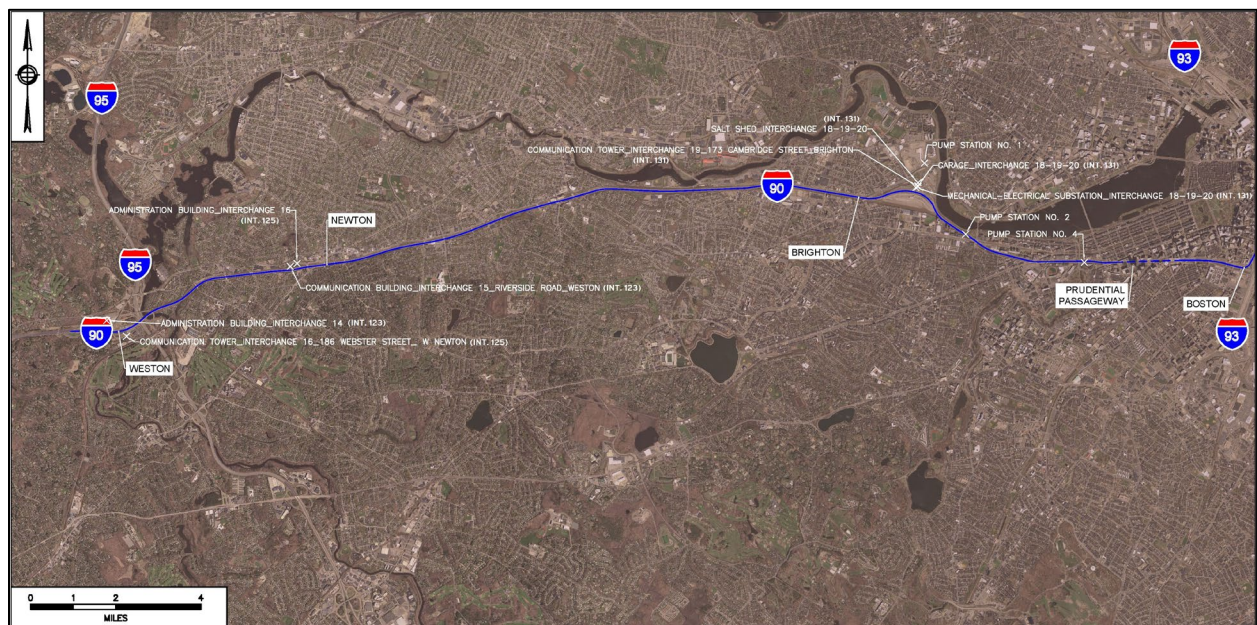 93
95
(INT. 131)
SALT SHED_INTERCHANGE 18-19-20
COMMUNICATION TOWER_INTERCHANGE 19_173 CAMBRIDGE STREET_BRIGHTON
(INT. 131)
PUMP STATION NO. 1
GARAGE_INTERCHANGE 18-19-20 (INT. 131)
90
MECHANICAL-ELECTRICAL SUBSTATION_INTERCHANGE 18-19-20 (INT. 131)
ADMINISTRATION BUILDING_INTERCHANGE 16
(INT. 125)
NEWTON
PUMP STATION NO. 2
PUMP STATION NO. 4
BRIGHTON
95
COMMUNICATION BUILDING_INTERCHANGE 15_RIVERSIDE ROAD_WESTON (INT. 123)
PRUDENTIAL
PASSAGEWAY
BOSTON
ADMINISTRATION BUILDING_INTERCHANGE 14 (INT. 123)
90
93
COMMUNICATION TOWER_INTERCHANGE 16_186 WEBSTER STREET_ W NEWTON (INT. 125)
WESTON
0 1 2 4
MILES